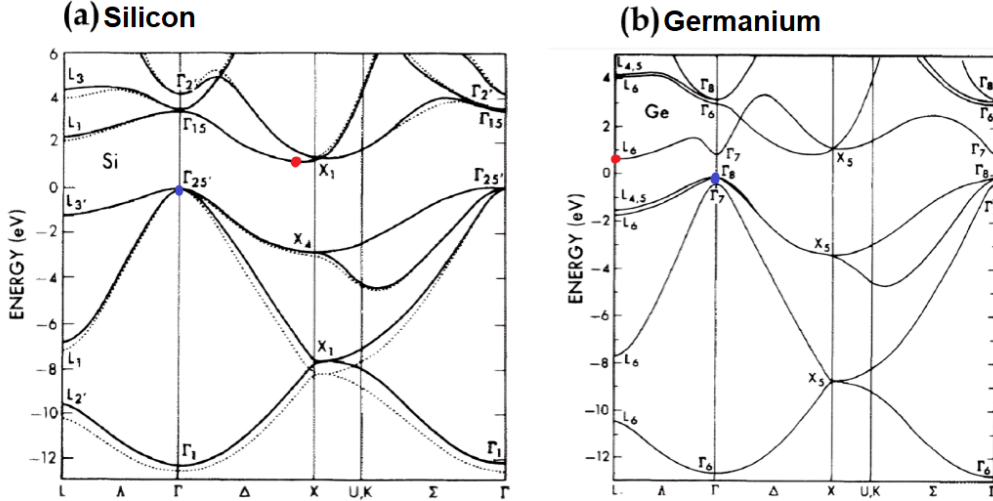 (a) Silicon
6
4
2
0
−2
−4
−6
−8
−10
−12
ENERGY (eV)
Si
L3
L1
L3'
L1
L2'
Γ2'
Γ15
Γ25'
X1
X4
X1
Γ1
Γ2'
Γ15
Γ25'
Γ1
L Λ Γ Δ X U,K Σ Γ
(b) Germanium
4
2
0
−2
−4
−6
−8
−10
−12
ENERGY (eV)
Ge
L4,5
L6
L6
L4,5
L6
L6
L6
Γ8
Γ6
Γ7
Γ8
Γ7
X5
X5
X5
Γ6
Γ8
Γ6
Γ7
Γ8
Γ
L Λ Γ Δ X U,K Σ